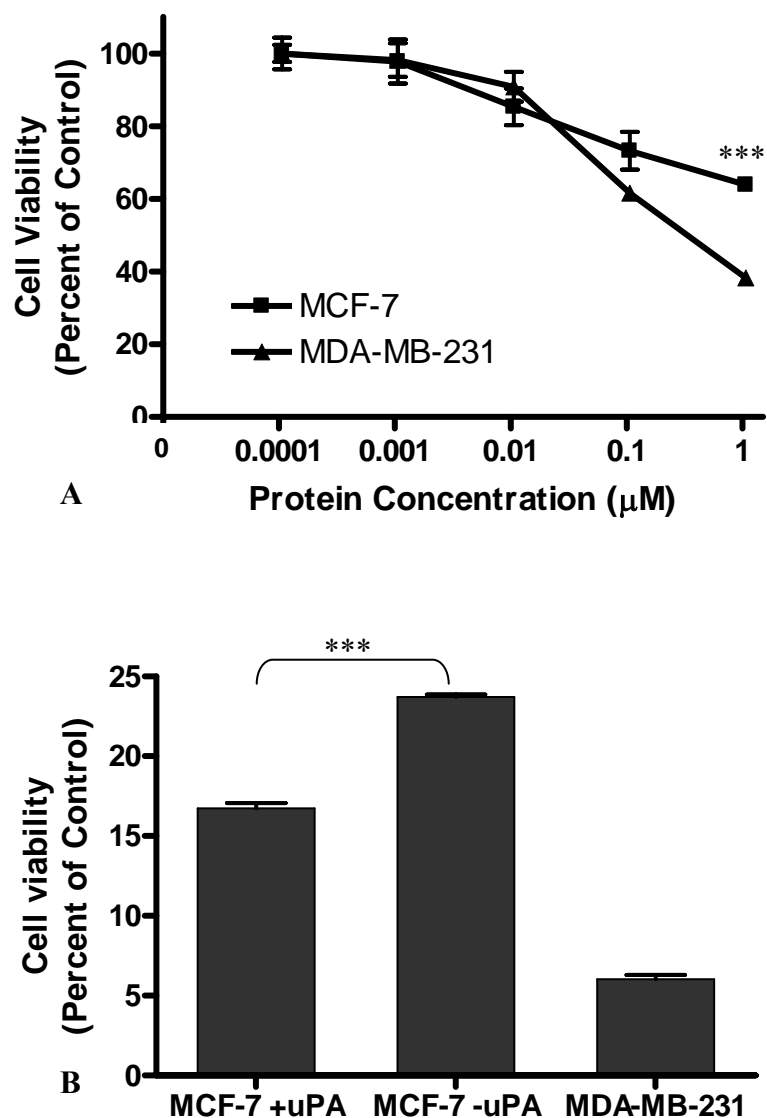 100
80
60
40
20
0
Cell Viability
(Percent of Control)
***
MCF-7
MDA-MB-231
0 0.0001 0.001 0.01 0.1 1
Protein Concentration (μM)
A
***
25
20
15
10
5
0
Cell viability
(Percent of Control)
MCF-7 +uPA MCF-7 -uPA MDA-MB-231
B